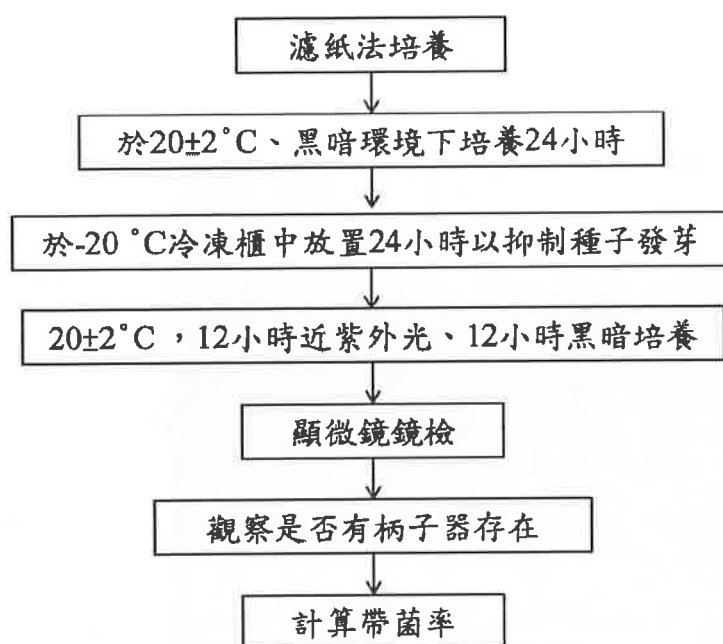 濾紙法培養
於20±2˚C、黑暗環境下培養24小時
於-20 ˚C冷凍櫃中放置24小時以抑制種子發芽
20±2˚C，12小時近紫外光、12小時黑暗培養
顯微鏡鏡檢
觀察是否有柄子器存在
計算帶菌率